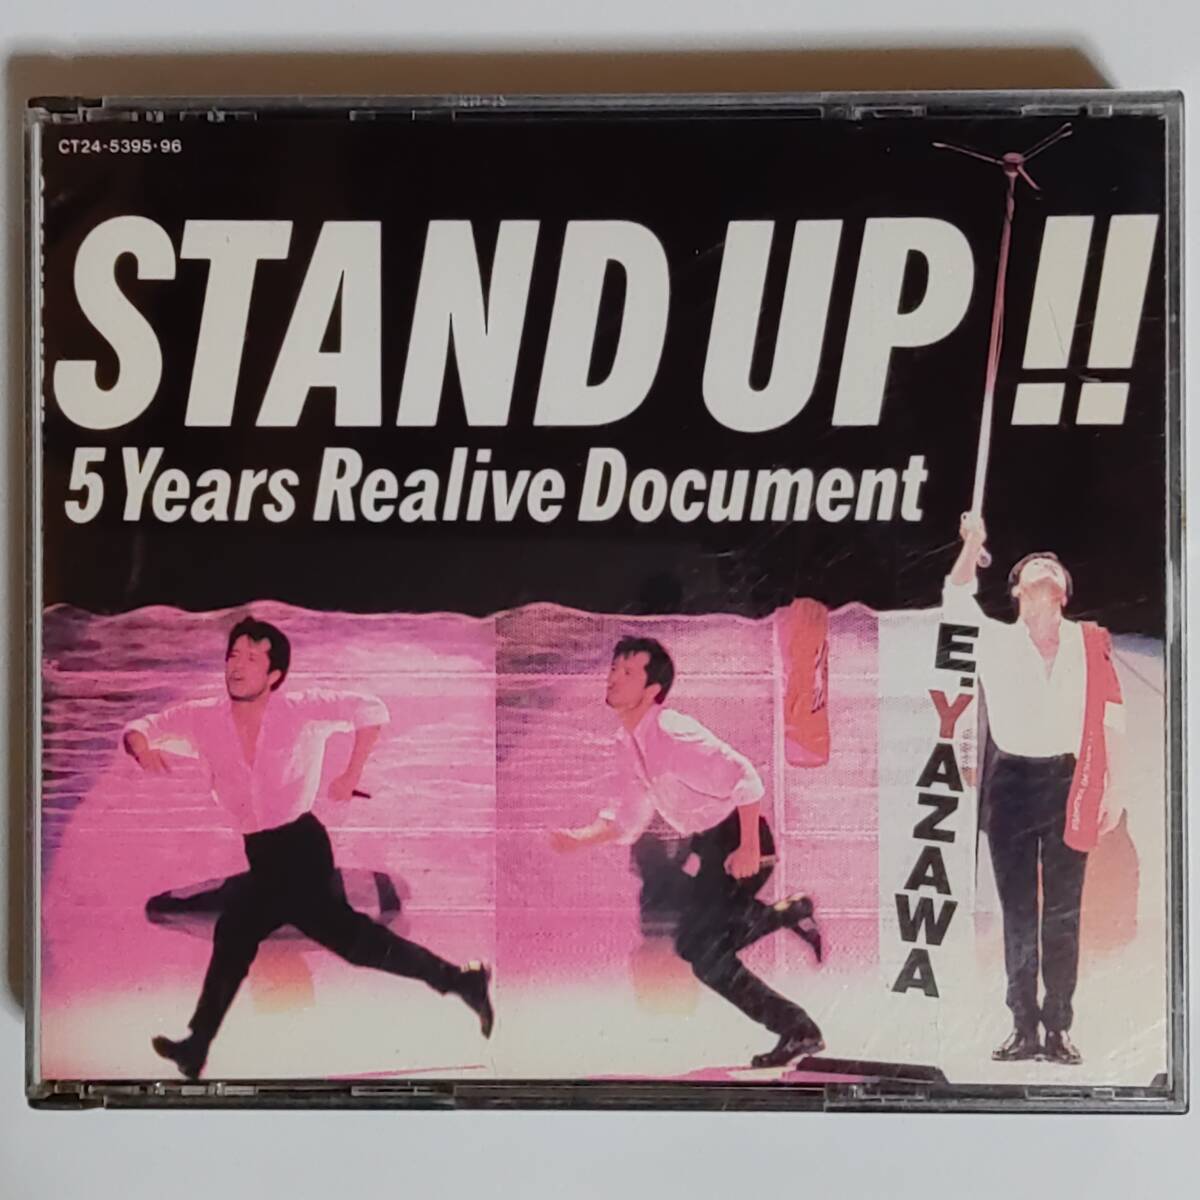 CT24-5395·96
STAND UP !!
5 Years Realive Document
E.YAZAWA